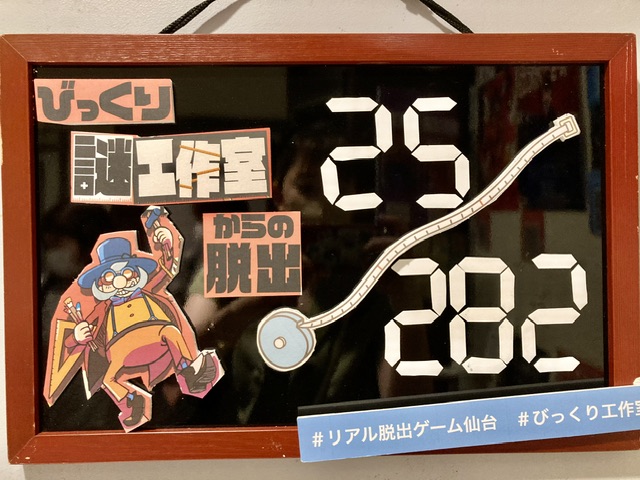 びっくり
謎工作室
からの
脱出
25
282
#リアル脱出ゲーム仙台 #びっくり工作室